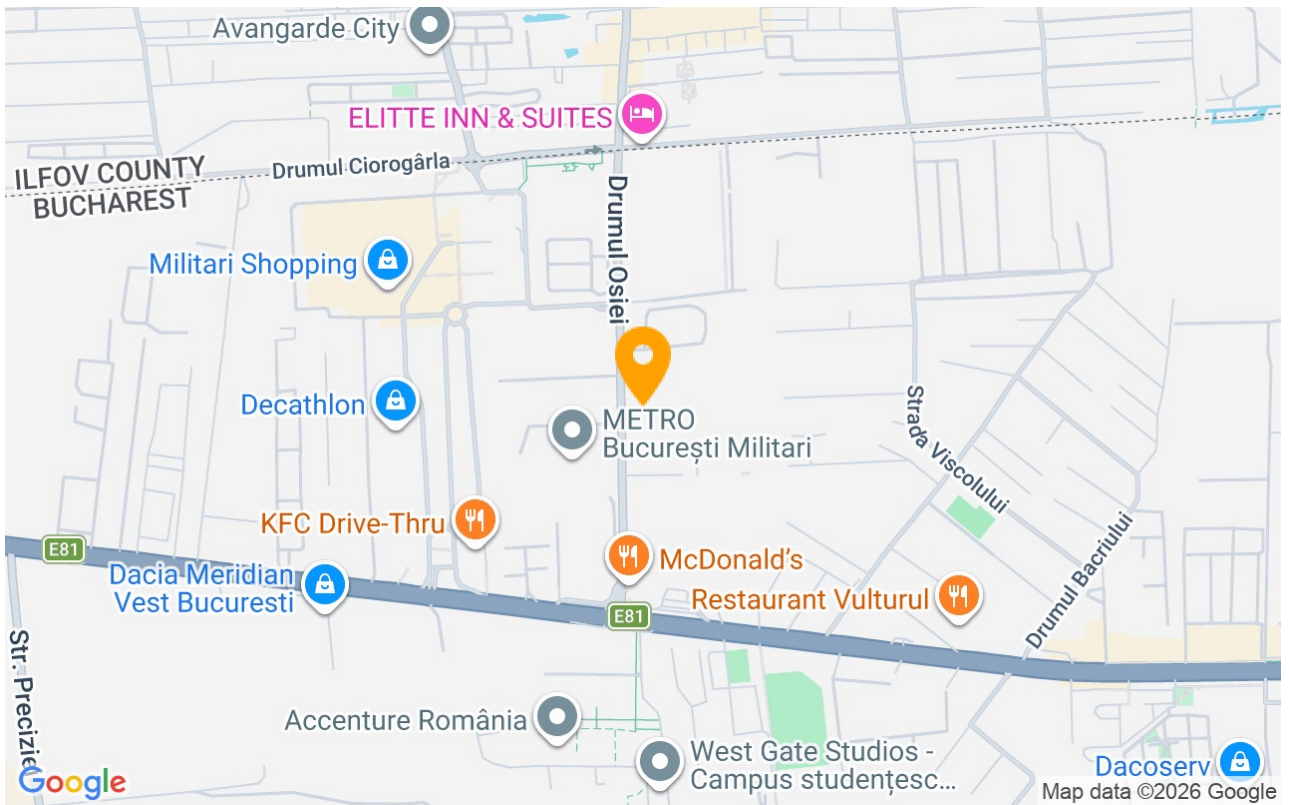 Avangarde City
ELITTE INN & SUITES
Drumul Ciorogârla
ILFOV COUNTY
BUCHAREST
Drumul Osiei
Militari Shopping
Decathlon
METRO
București Militari
Strada Viscolului
KFC Drive-Thru
E81
McDonald's
Dacia Meridian
Vest Bucuresti
Restaurant Vulturul
Drumul Bacriului
E81
Str. Preciziei
Accenture România
West Gate Studios -
Campus studențesc...
Dacoserv
Google
Map data ©2026 Google